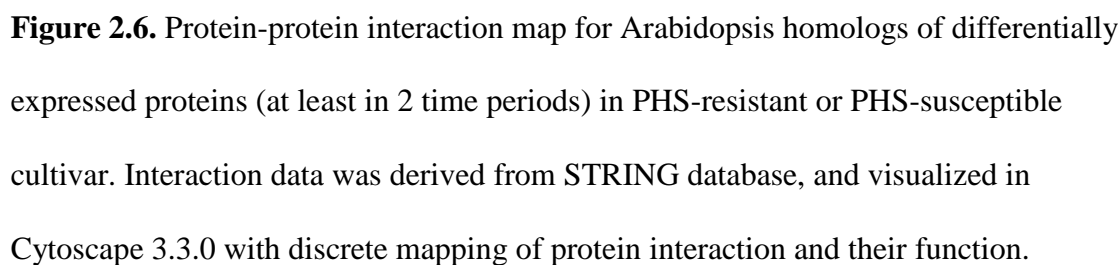 Figure 2.6. Protein-protein interaction map for Arabidopsis homologs of differentially
expressed proteins (at least in 2 time periods) in PHS-resistant or PHS-susceptible
cultivar. Interaction data was derived from STRING database, and visualized in
Cytoscape 3.3.0 with discrete mapping of protein interaction and their function.